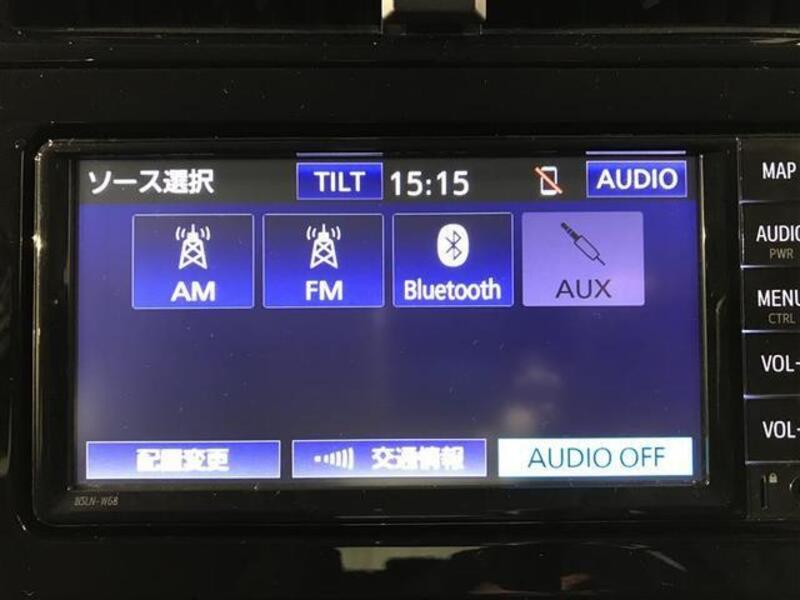 ソース選択 TILT 15:15 AUDIO
AM FM Bluetooth AUX
配置変更 交通情報 AUDIO OFF
MAP
AUDIO
PWR
MENU
CTRL
VOL-
VOL-